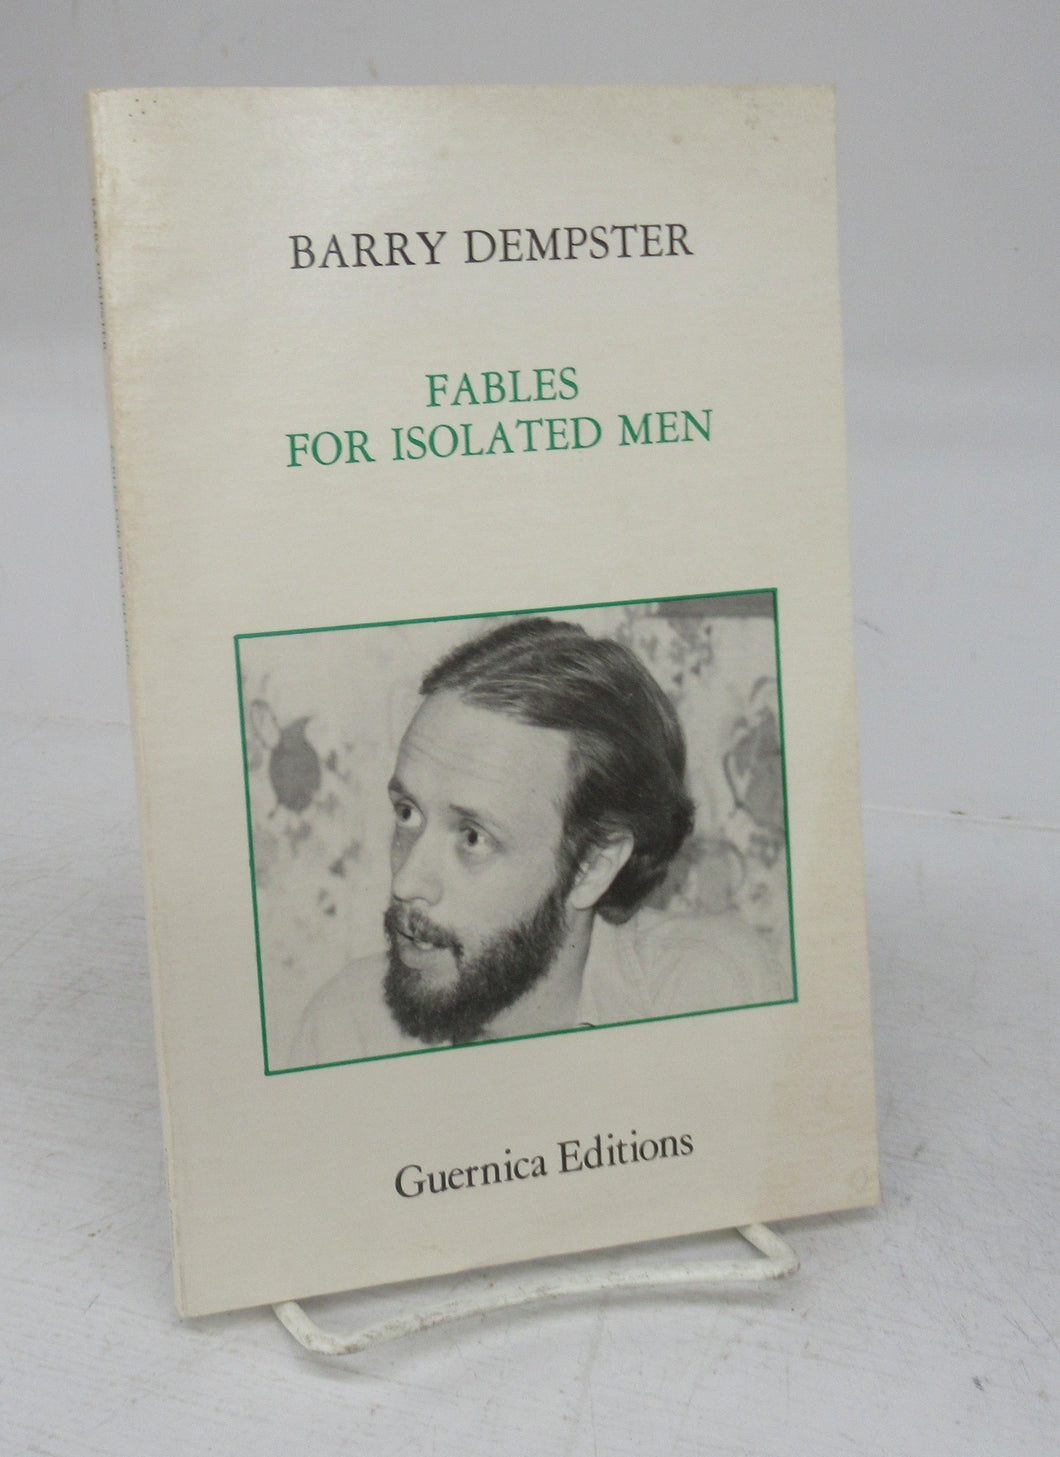 BARRY DEMPSTER
FABLES
FOR ISOLATED MEN
Guernica Editions